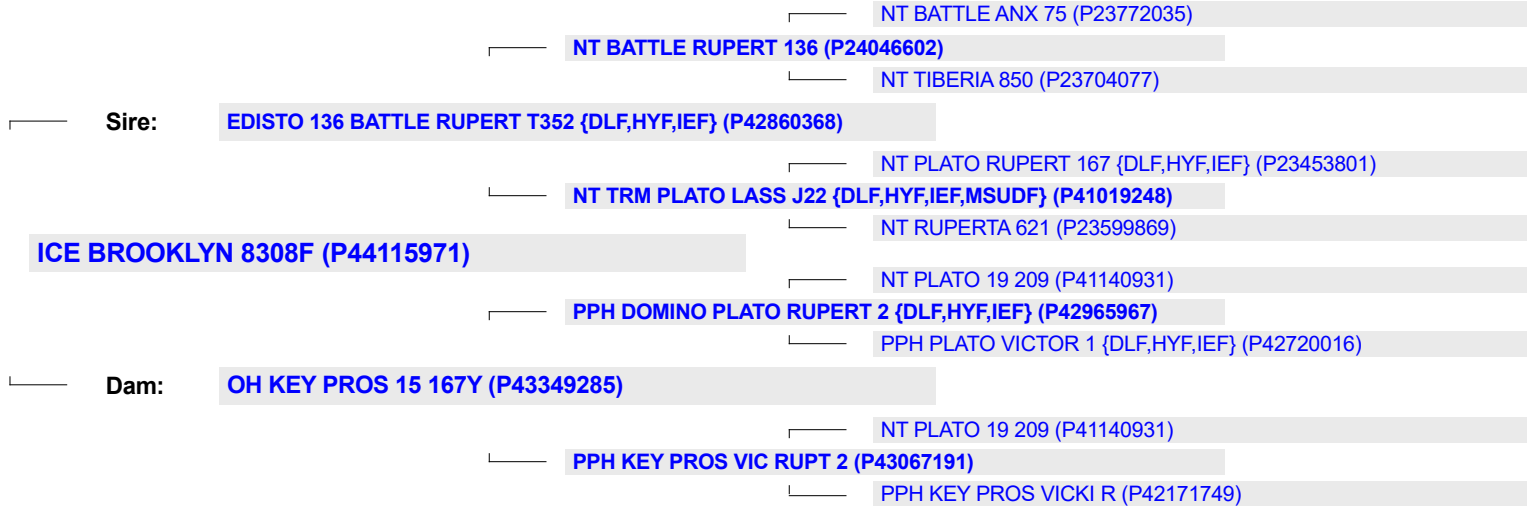 NT BATTLE ANX 75 (P23772035)
NT BATTLE RUPERT 136 (P24046602)
NT TIBERIA 850 (P23704077)
Sire: EDISTO 136 BATTLE RUPERT T352 {DLF,HYF,IEF} (P42860368)
NT PLATO RUPERT 167 {DLF,HYF,IEF} (P23453801)
NT TRM PLATO LASS J22 {DLF,HYF,IEF,MSUDF} (P41019248)
NT RUPERTA 621 (P23599869)
ICE BROOKLYN 8308F (P44115971)
NT PLATO 19 209 (P41140931)
PPH DOMINO PLATO RUPERT 2 {DLF,HYF,IEF} (P42965967)
PPH PLATO VICTOR 1 {DLF,HYF,IEF} (P42720016)
Dam: OH KEY PROS 15 167Y (P43349285)
NT PLATO 19 209 (P41140931)
PPH KEY PROS VIC RUPT 2 (P43067191)
PPH KEY PROS VICKI R (P42171749)